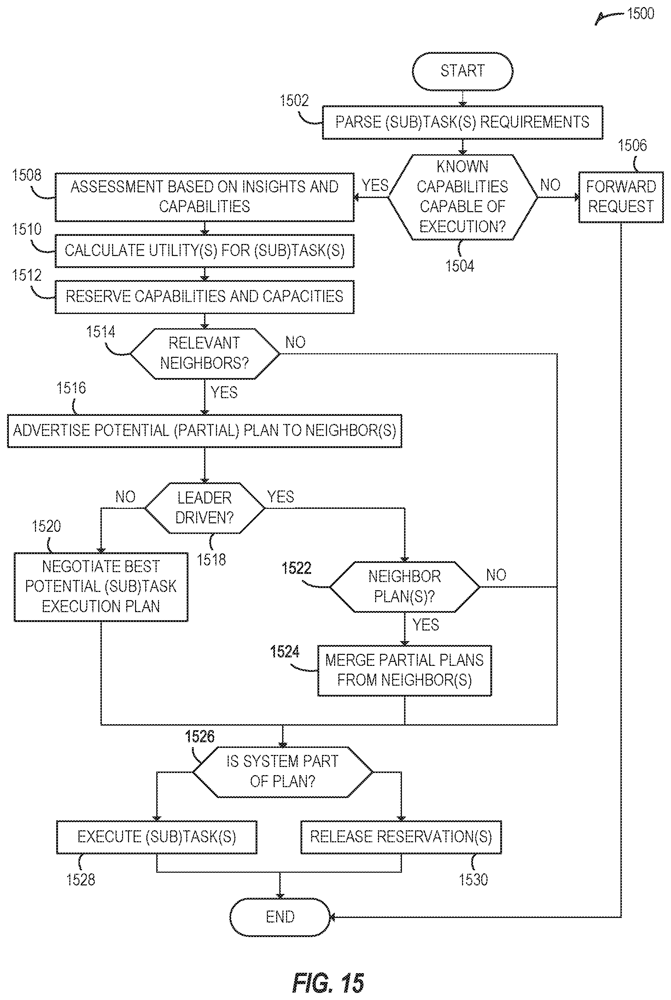 1500
START
1502
PARSE (SUB)TASK(S) REQUIREMENTS
1506
KNOWN
CAPABILITIES
CAPABLE OF
EXECUTION?
YES
NO
FORWARD
REQUEST
1504
1508
ASSESSMENT BASED ON INSIGHTS AND
CAPABILITIES
1510
CALCULATE UTILITY(S) FOR (SUB)TASK(S)
1512
RESERVE CAPABILITIES AND CAPACITIES
1514
RELEVANT
NEIGHBORS?
NO
YES
1516
ADVERTISE POTENTIAL (PARTIAL) PLAN TO NEIGHBOR(S)
NO
LEADER
DRIVEN?
YES
1518
1520
NEGOTIATE BEST
POTENTIAL (SUB)TASK
EXECUTION PLAN
1522
NEIGHBOR
PLAN(S)?
NO
YES
1524
MERGE PARTIAL PLANS
FROM NEIGHBOR(S)
1526
IS SYSTEM PART
OF PLAN?
EXECUTE (SUB)TASK(S)
RELEASE RESERVATION(S)
1528
1530
END
FIG. 15